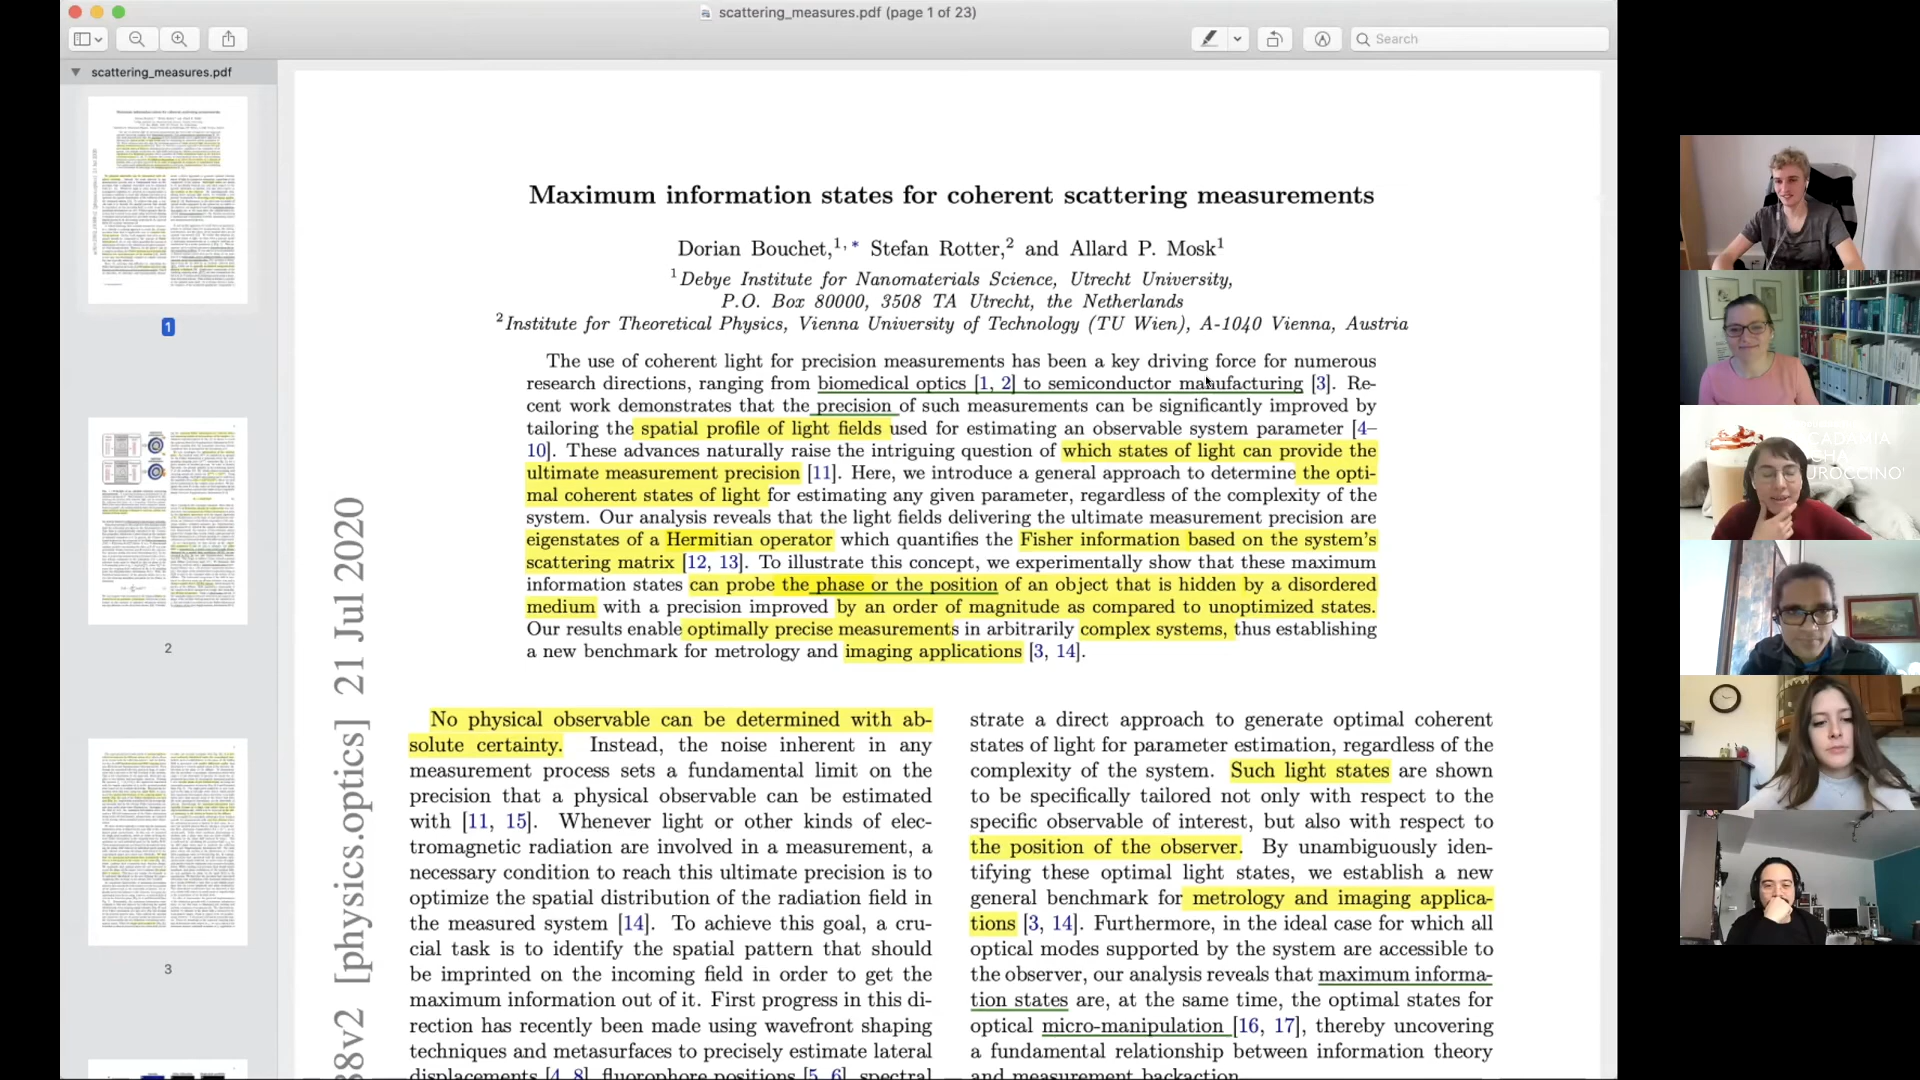 scattering_measures.pdf (page 1 of 23)
Search
scattering_measures.pdf
1
2
3
38v2 [physics.optics] 21 Jul 2020
Maximum information states for coherent scattering measurements
Dorian Bouchet,1, * Stefan Rotter,2 and Allard P. Mosk1
1Debye Institute for Nanomaterials Science, Utrecht University,
P.O. Box 80000, 3508 TA Utrecht, the Netherlands
2Institute for Theoretical Physics, Vienna University of Technology (TU Wien), A-1040 Vienna, Austria
The use of coherent light for precision measurements has been a key driving force for numerous
research directions, ranging from biomedical optics [1, 2] to semiconductor manufacturing [3]. Re-
cent work demonstrates that the precision of such measurements can be significantly improved by
tailoring the spatial profile of light fields used for estimating an observable system parameter [4–
10]. These advances naturally raise the intriguing question of which states of light can provide the
ultimate measurement precision [11]. Here, we introduce a general approach to determine the opti-
mal coherent states of light for estimating any given parameter, regardless of the complexity of the
system. Our analysis reveals that the light fields delivering the ultimate measurement precision are
eigenstates of a Hermitian operator which quantifies the Fisher information based on the system's
scattering matrix [12, 13]. To illustrate this concept, we experimentally show that these maximum
information states can probe the phase or the position of an object that is hidden by a disordered
medium with a precision improved by an order of magnitude as compared to unoptimized states.
Our results enable optimally precise measurements in arbitrarily complex systems, thus establishing
a new benchmark for metrology and imaging applications [3, 14].
No physical observable can be determined with ab-
solute certainty. Instead, the noise inherent in any
measurement process sets a fundamental limit on the
precision that a physical observable can be estimated
with [11, 15]. Whenever light or other kinds of elec-
tromagnetic radiation are involved in a measurement, a
necessary condition to reach this ultimate precision is to
optimize the spatial distribution of the radiation field in
the measured system [14]. To achieve this goal, a cru-
cial task is to identify the spatial pattern that should
be imprinted on the incoming field in order to get the
maximum information out of it. First progress in this di-
rection has recently been made using wavefront shaping
techniques and metasurfaces to precisely estimate lateral
displacements [4, 8], fluorophore positions [5, 6], spectral
strate a direct approach to generate optimal coherent
states of light for parameter estimation, regardless of the
complexity of the system. Such light states are shown
to be specifically tailored not only with respect to the
specific observable of interest, but also with respect to
the position of the observer. By unambiguously iden-
tifying these optimal light states, we establish a new
general benchmark for metrology and imaging applica-
tions [3, 14]. Furthermore, in the ideal case for which all
optical modes supported by the system are accessible to
the observer, our analysis reveals that maximum informa-
tion states are, at the same time, the optimal states for
optical micro-manipulation [16, 17], thereby uncovering
a fundamental relationship between information theory
and measurement backaction.
CADAMIA
UROCCINO'